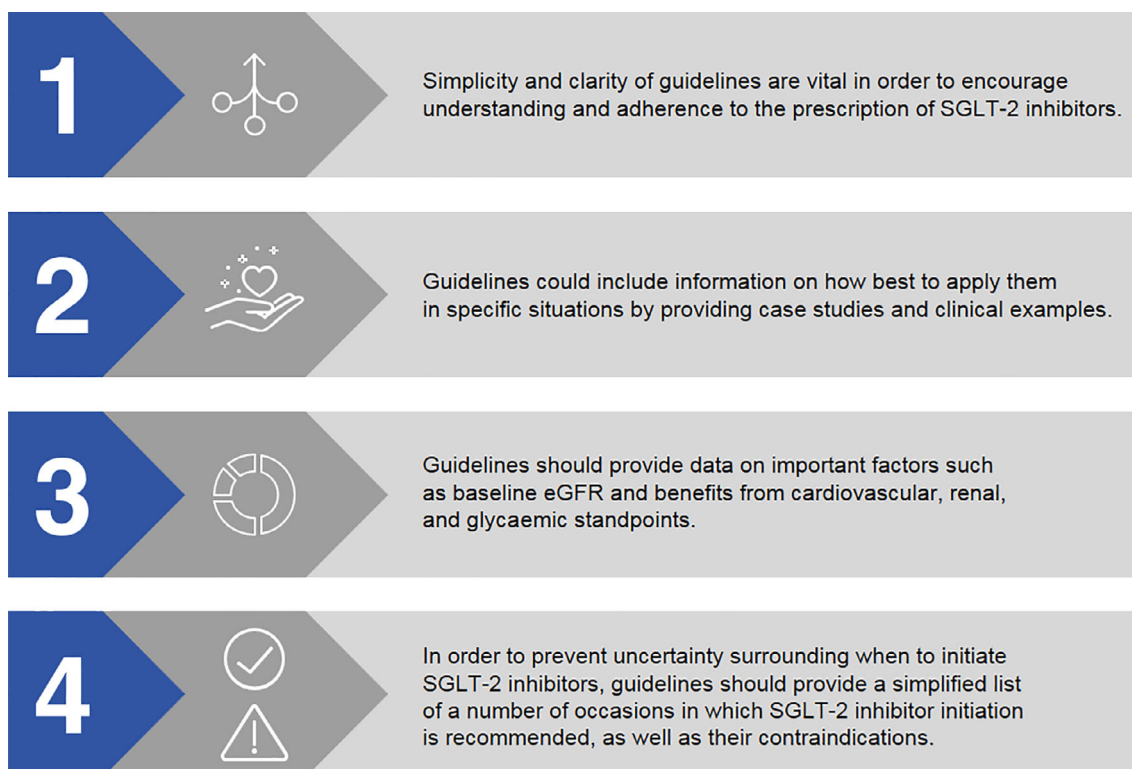 1
Simplicity and clarity of guidelines are vital in order to encourage
understanding and adherence to the prescription of SGLT-2 inhibitors.
2
Guidelines could include information on how best to apply them
in specific situations by providing case studies and clinical examples.
3
Guidelines should provide data on important factors such
as baseline eGFR and benefits from cardiovascular, renal,
and glycaemic standpoints.
4
In order to prevent uncertainty surrounding when to initiate
SGLT-2 inhibitors, guidelines should provide a simplified list
of a number of occasions in which SGLT-2 inhibitor initiation
is recommended, as well as their contraindications.